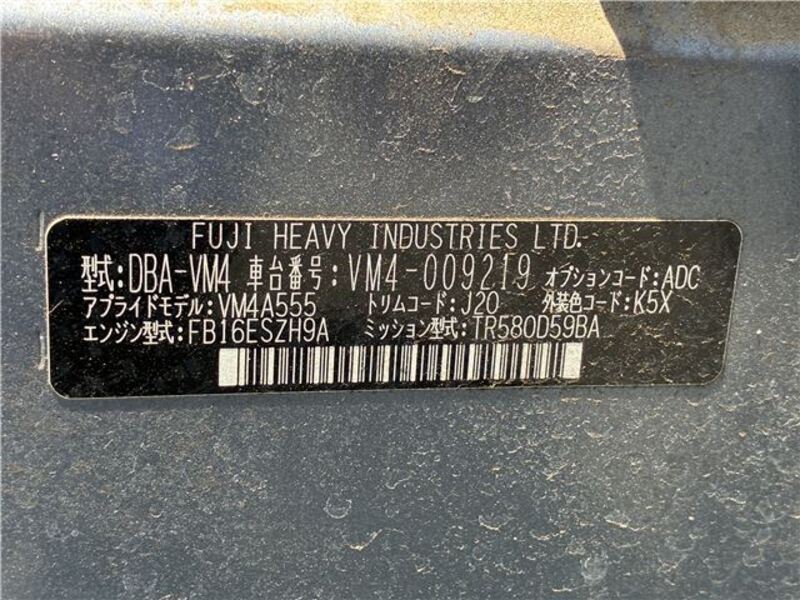 FUJI HEAVY INDUSTRIES LTD.
型式:DBA-VM4 車台番号:VM4-009219 オプションコード:ADC
アプライドモデル:VM4A555 トリムコード:J20 外装色コード:K5X
エンジン型式:FB16ESZH9A ミッション型式:TR580D59BA